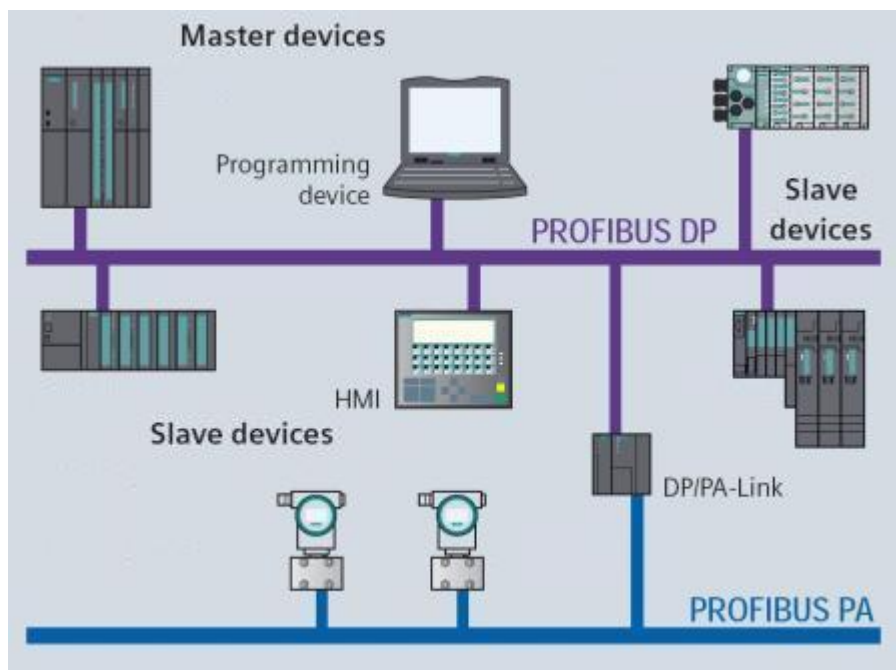 Master devices
Programming
device
Slave
devices
PROFIBUS DP
HMI
Slave devices
DP/PA-Link
PROFIBUS PA